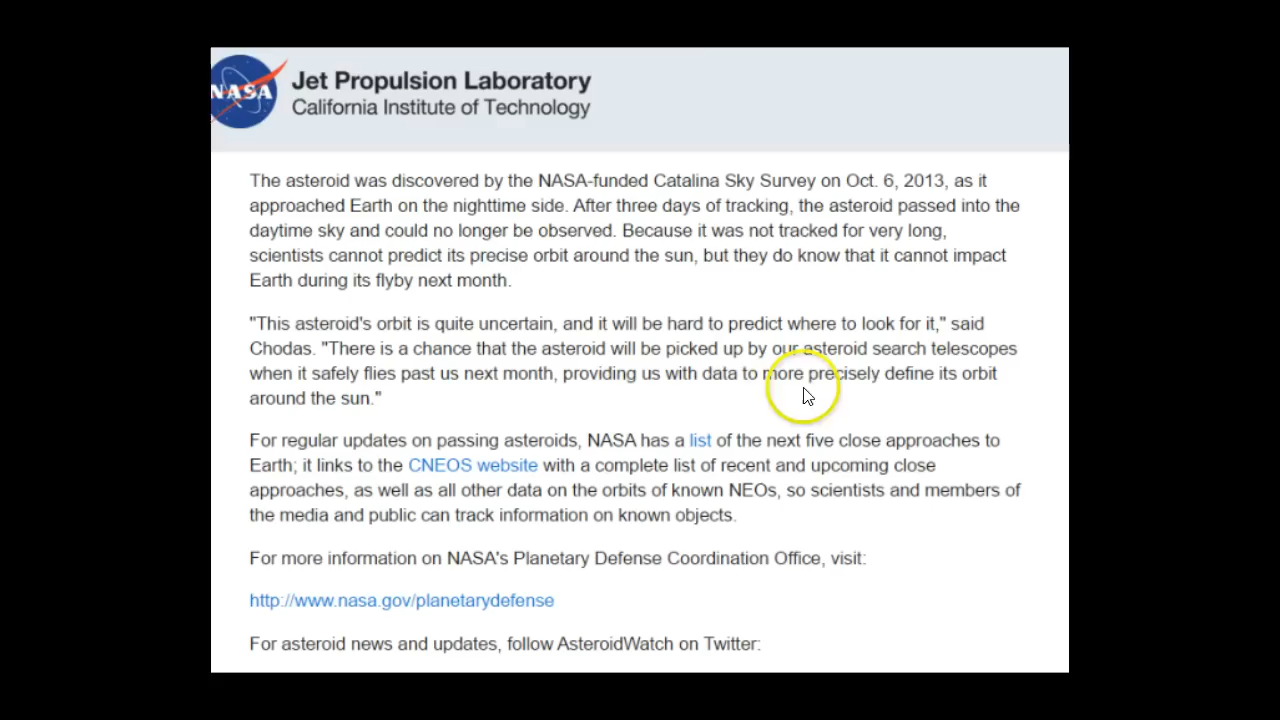 NASA
Jet Propulsion Laboratory
California Institute of Technology
The asteroid was discovered by the NASA-funded Catalina Sky Survey on Oct. 6, 2013, as it
approached Earth on the nighttime side. After three days of tracking, the asteroid passed into the
daytime sky and could no longer be observed. Because it was not tracked for very long,
scientists cannot predict its precise orbit around the sun, but they do know that it cannot impact
Earth during its flyby next month.
"This asteroid's orbit is quite uncertain, and it will be hard to predict where to look for it," said
Chodas. "There is a chance that the asteroid will be picked up by our asteroid search telescopes
when it safely flies past us next month, providing us with data to more precisely define its orbit
around the sun."
For regular updates on passing asteroids, NASA has a list of the next five close approaches to
Earth; it links to the CNEOS website with a complete list of recent and upcoming close
approaches, as well as all other data on the orbits of known NEOs, so scientists and members of
the media and public can track information on known objects.
For more information on NASA's Planetary Defense Coordination Office, visit:
http://www.nasa.gov/planetarydefense
For asteroid news and updates, follow AsteroidWatch on Twitter: